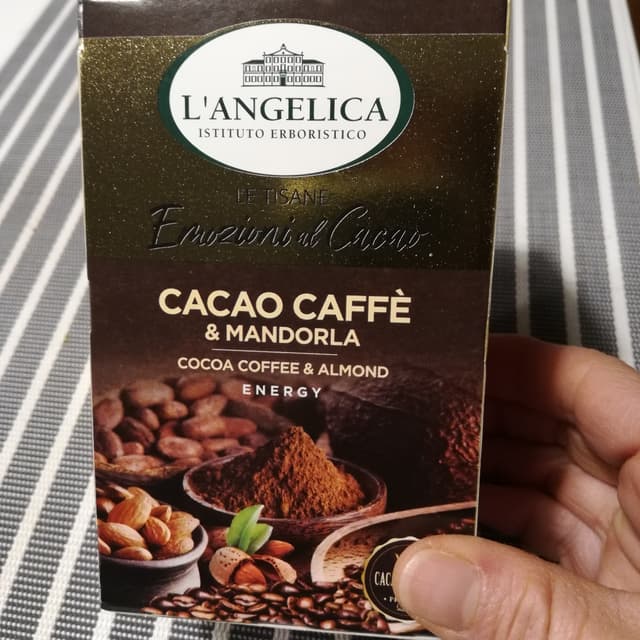 L'ANGELICA
ISTITUTO ERBORISTICO
LE TISANE
Emozioni al Cacao
CACAO CAFFÈ
& MANDORLA
COCOA COFFEE & ALMOND
ENERGY